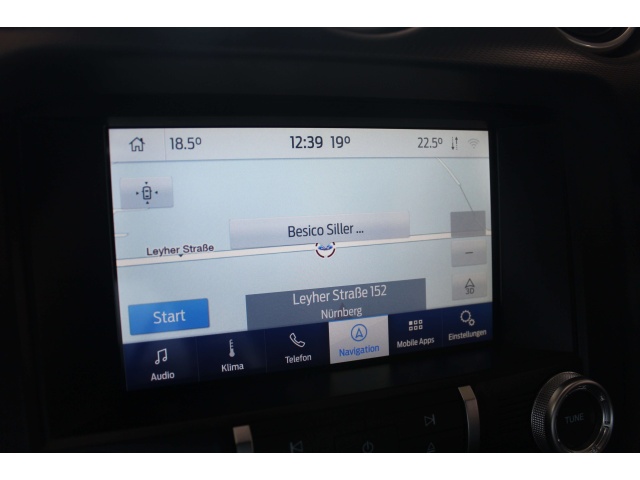 18.5° 12:39 19° 22.5°
Besico Siller ...
Leyher Straße
3D
Leyher Straße 152
Nürnberg
Start
Audio Klima Telefon Navigation Mobile Apps Einstellungen
TUNE